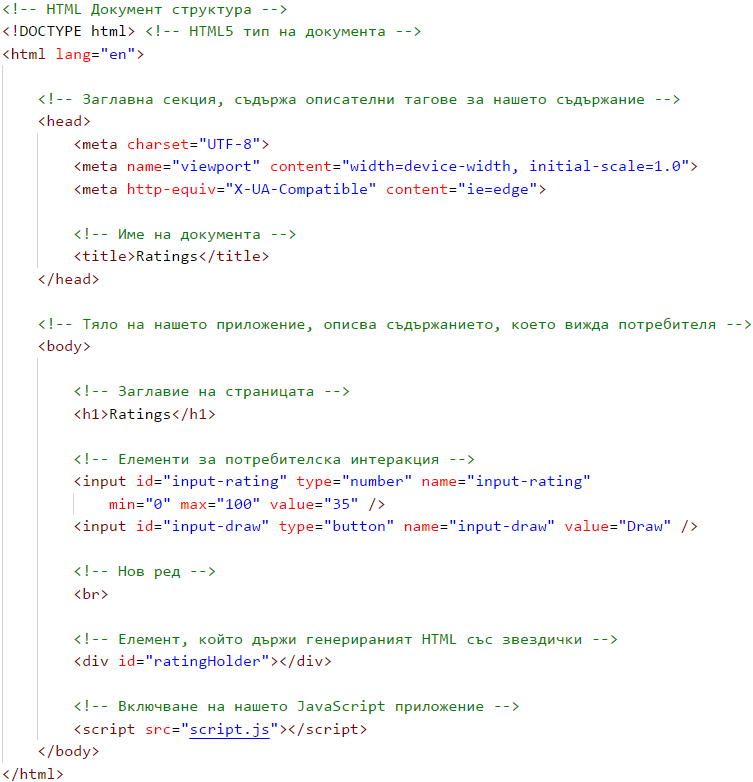 <!-- HTML Документ структура -->
<!DOCTYPE html> <!-- HTML5 тип на документа -->
<html lang="en">
<!-- Заглавна секция, съдържа описателни тагове за нашето съдържание -->
<head>
<meta charset="UTF-8">
<meta name="viewport" content="width=device-width, initial-scale=1.0">
<meta http-equiv="X-UA-Compatible" content="ie=edge">
<!-- Име на документа -->
<title>Ratings</title>
</head>
<!-- Тяло на нашето приложение, описва съдържанието, което вижда потребителя -->
<body>
<!-- Заглавие на страницата -->
<h1>Ratings</h1>
<!-- Елементи за потребителска интеракция -->
<input id="input-rating" type="number" name="input-rating"
min="0" max="100" value="35" />
<input id="input-draw" type="button" name="input-draw" value="Draw" />
<!-- Нов ред -->
<br>
<!-- Елемент, който държи генерираният HTML със звездички -->
<div id="ratingHolder"></div>
<!-- Включване на нашето JavaScript приложение -->
<script src="script.js"></script>
</body>
</html>